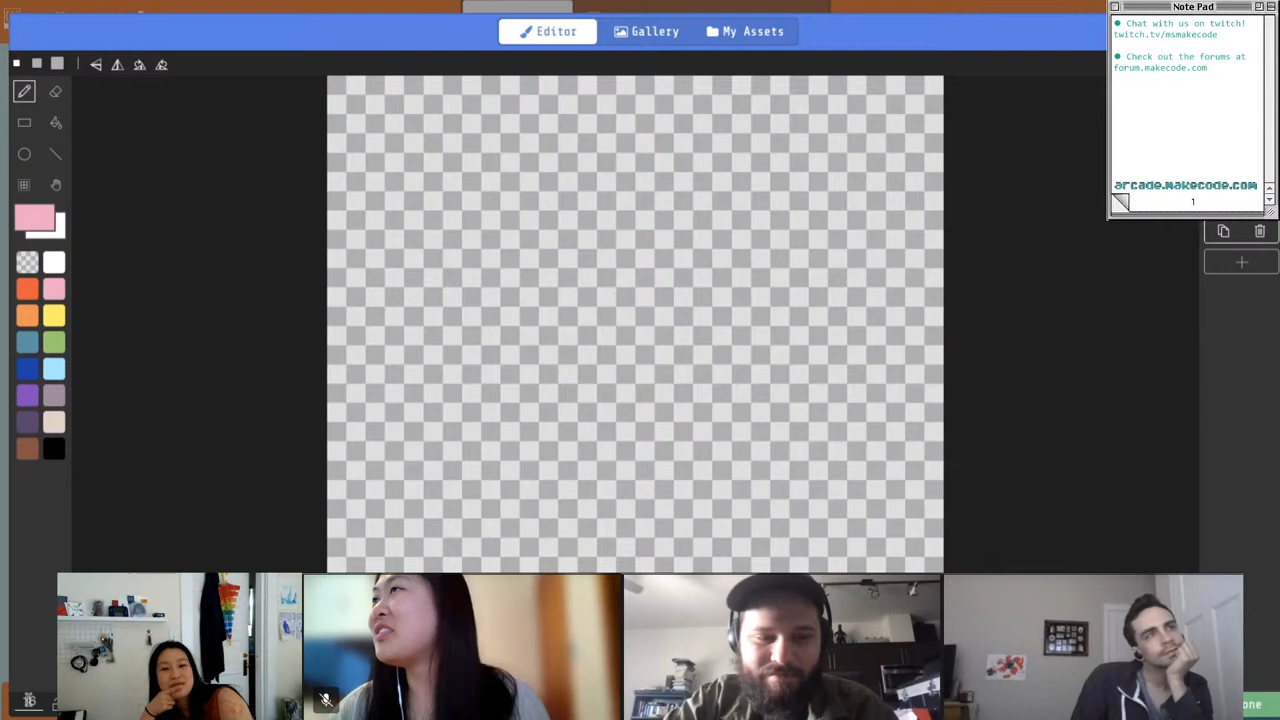 Editor
Gallery
My Assets
Note Pad
Chat with us on twitch!
twitch.tv/msmakecode
Check out the forums at
forum.makecode.com
arcade.makecode.com
1